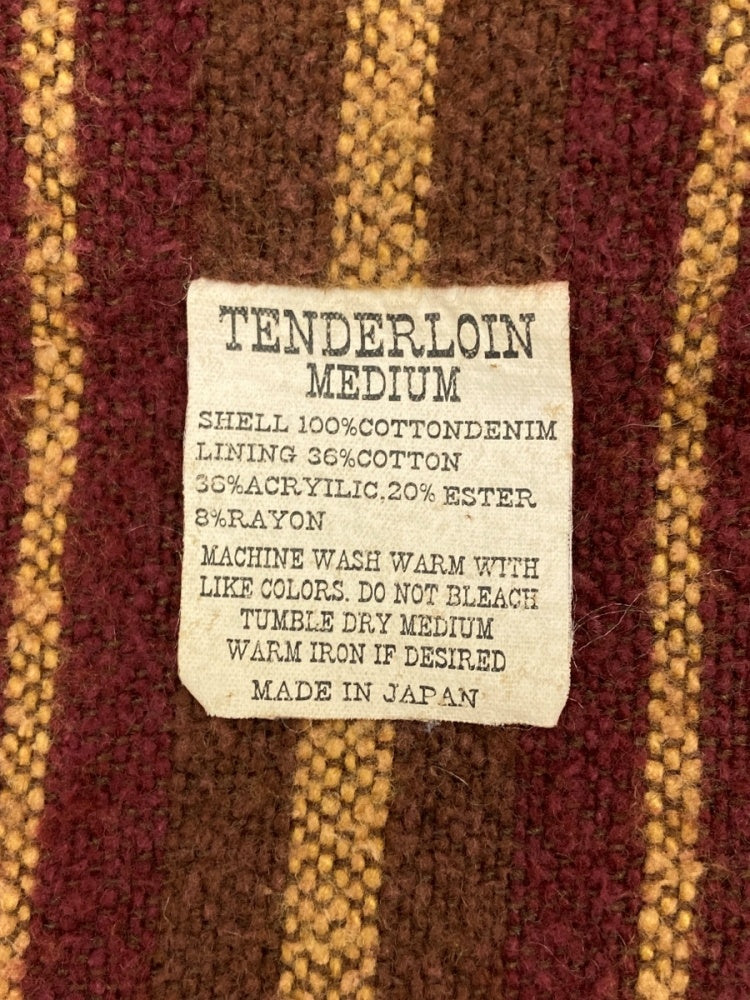 TENDERLOIN
MEDIUM
SHELL 100%COTTONDENIM
LINING 36%COTTON
36%ACRYILIC.20% ESTER
8%RAYON
MACHINE WASH WARM WITH
LIKE COLORS. DO NOT BLEACH
TUMBLE DRY MEDIUM
WARM IRON IF DESIRED
MADE IN JAPAN